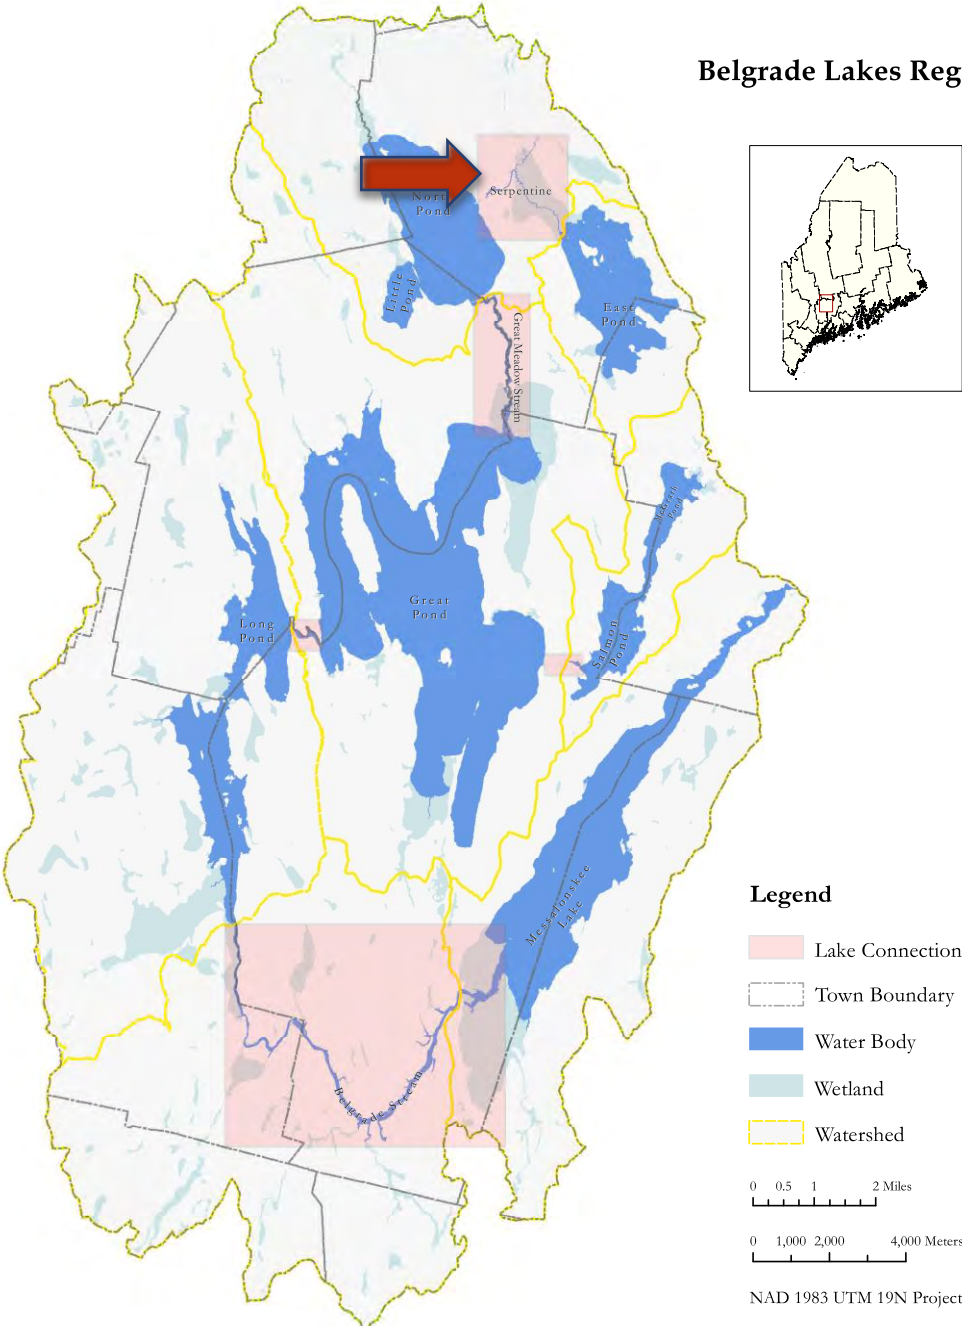 Belgrade Lakes Reg
Serpentine
Nort
Pond
Little
Pond
East
Pond
Great Meadow Stream
McGrath
Pond
Great
Pond
Long
Pond
Salmon
Pond
Messalonskee
Lake
Belgrade Stream
Legend
Lake Connection
Town Boundary
Water Body
Wetland
Watershed
0 0.5 1 2 Miles
0 1,000 2,000 4,000 Meters
NAD 1983 UTM 19N Project